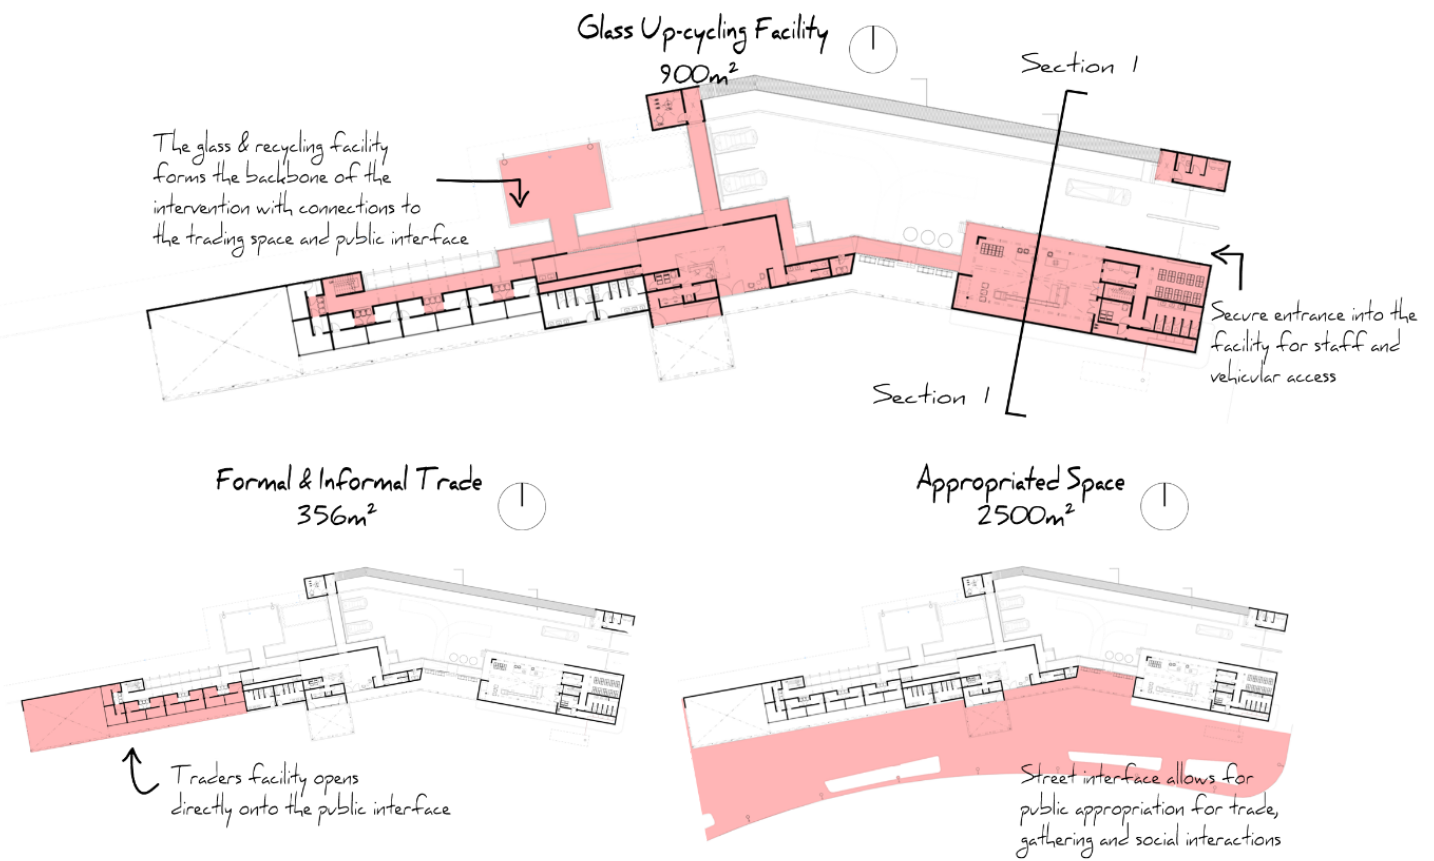 Glass Up-cycling Facility
900m²
Section 1
The glass & recycling facility
forms the backbone of the
intervention with connections to
the trading space and public interface
Secure entrance into the
facility for staff and
vehicular access
Section 1
Formal & Informal Trade
356m²
Appropriated Space
2500m²
Traders facility opens
directly onto the public interface
Street interface allows for
public appropriation for trade,
gathering and social interactions